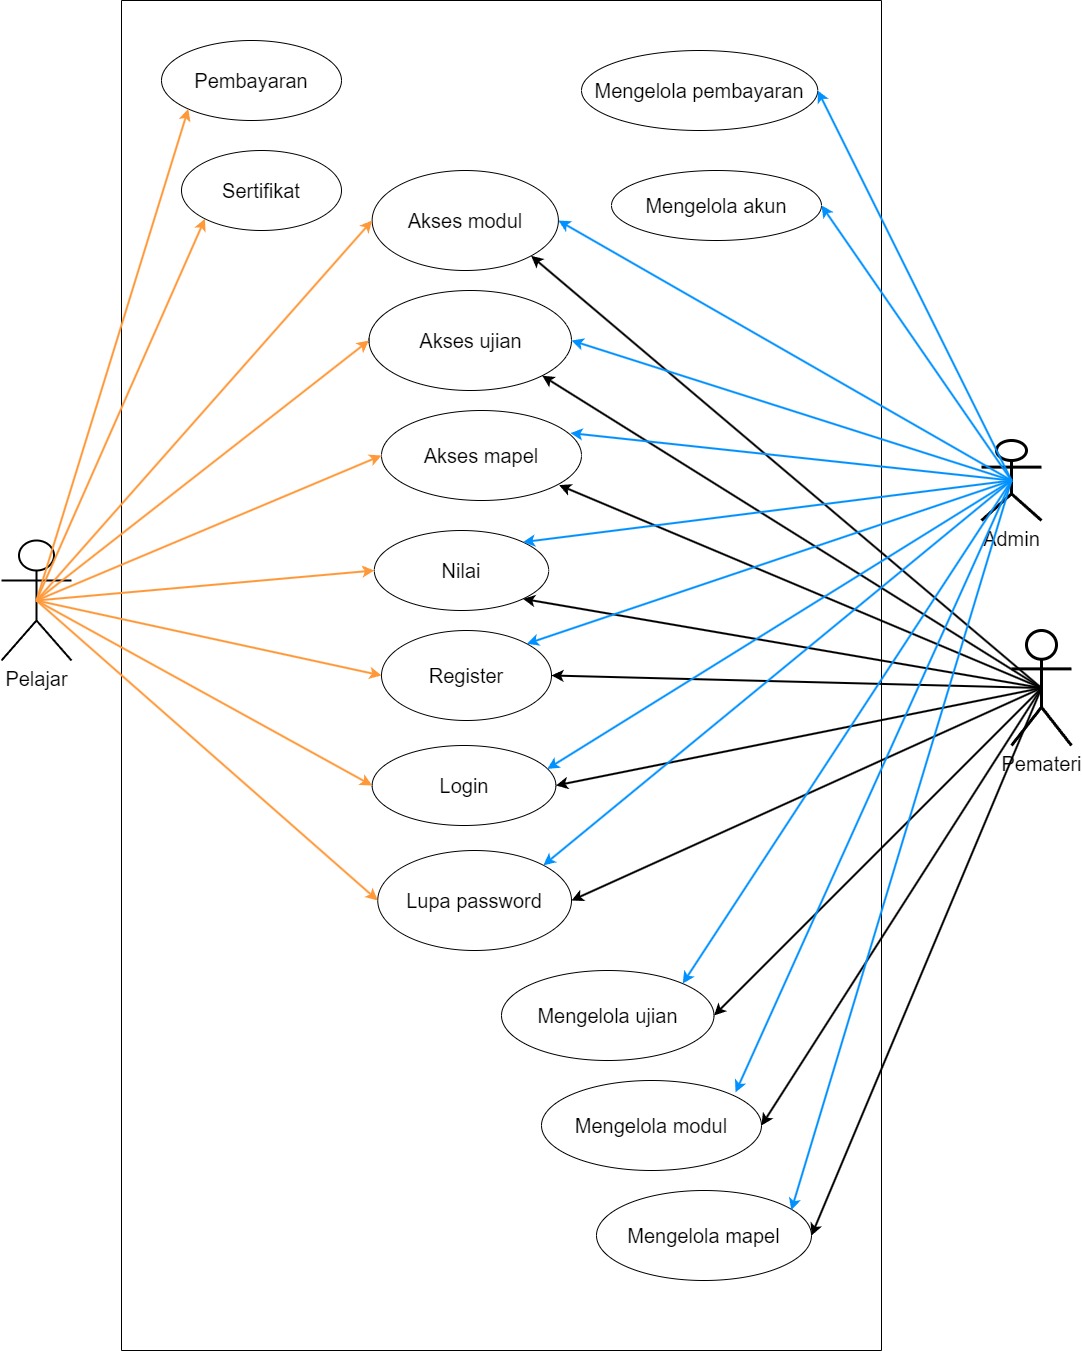 Pembayaran
Mengelola pembayaran
Sertifikat
Mengelola akun
Akses modul
Akses ujian
Akses mapel
Admin
Nilai
Pelajar
Register
Pemateri
Login
Lupa password
Mengelola ujian
Mengelola modul
Mengelola mapel